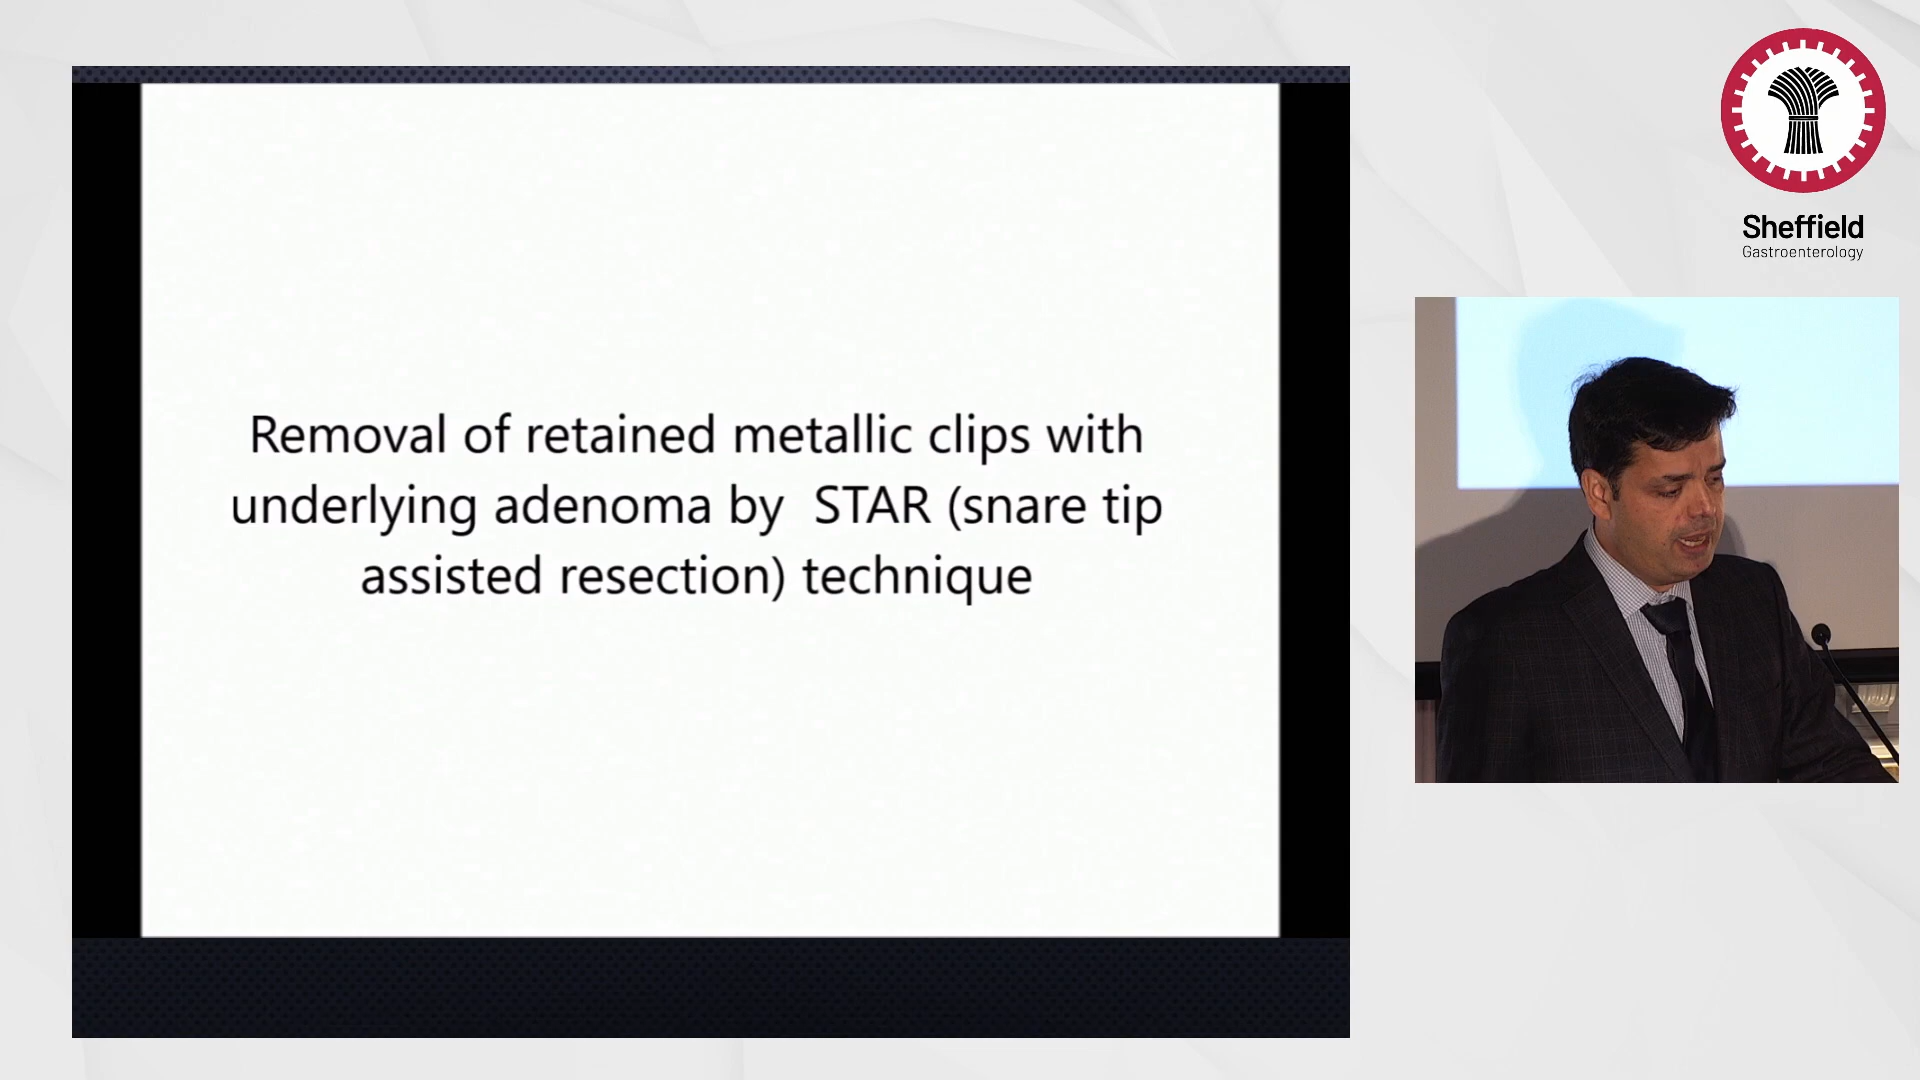 Removal of retained metallic clips with
underlying adenoma by STAR (snare tip
assisted resection) technique
Sheffield
Gastroenterology